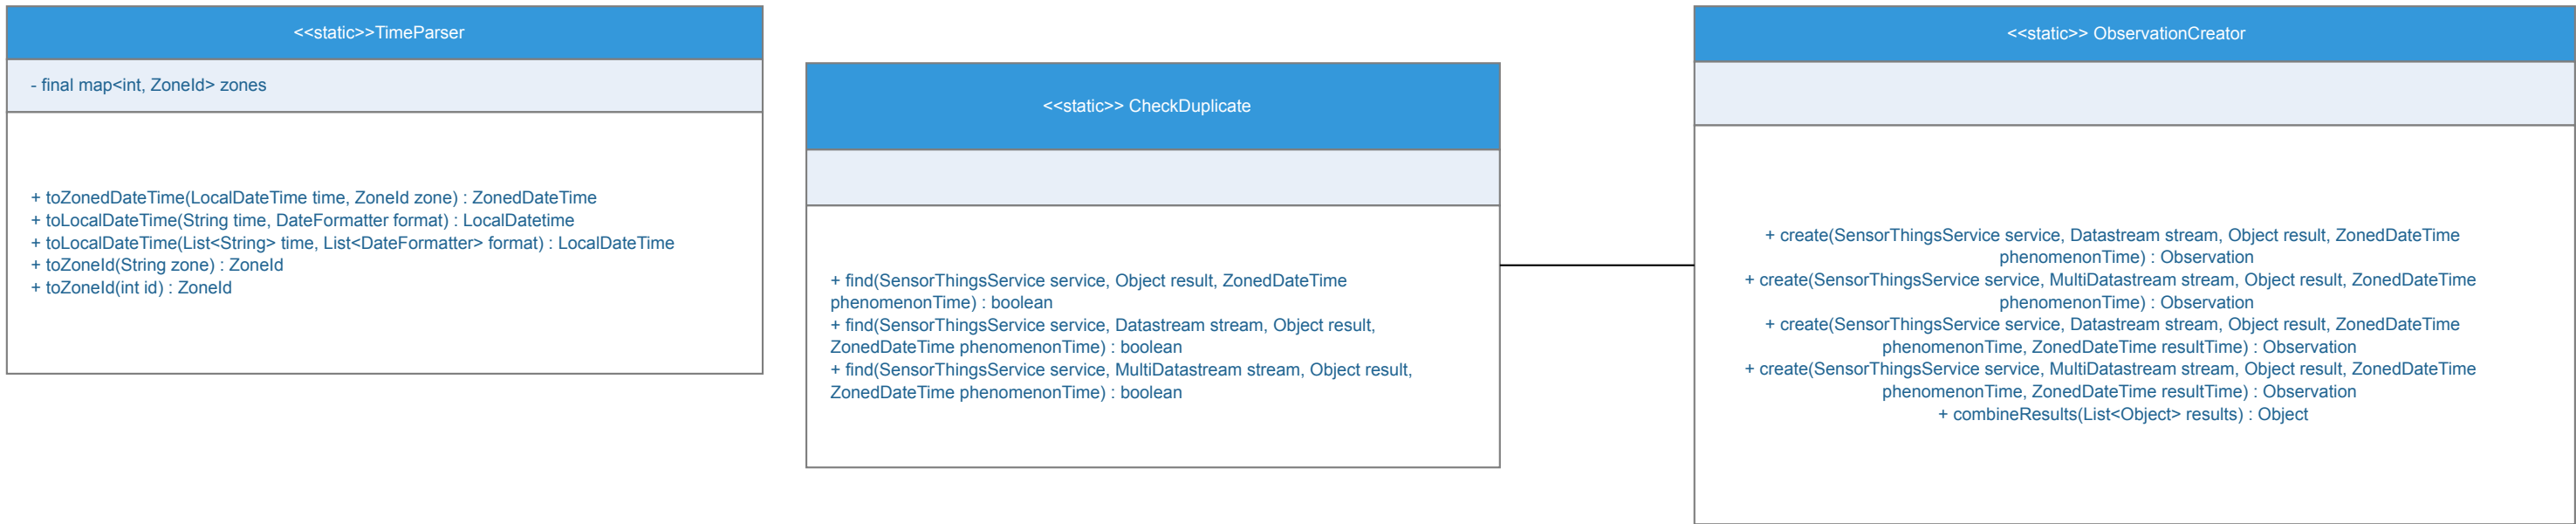 <<static>>TimeParser
- final map<int, ZoneId> zones
+ toZonedDateTime(LocalDateTime time, ZoneId zone) : ZonedDateTime
+ toLocalDateTime(String time, DateFormatter format) : LocalDatetime
+ toLocalDateTime(List<String> time, List<DateFormatter> format) : LocalDateTime
+ toZoneId(String zone) : ZoneId
+ toZoneId(int id) : ZoneId
<<static>> CheckDuplicate
+ find(SensorThingsService service, Object result, ZonedDateTime
phenomenonTime) : boolean
+ find(SensorThingsService service, Datastream stream, Object result,
ZonedDateTime phenomenonTime) : boolean
+ find(SensorThingsService service, MultiDatastream stream, Object result,
ZonedDateTime phenomenonTime) : boolean
<<static>> ObservationCreator
+ create(SensorThingsService service, Datastream stream, Object result, ZonedDateTime
phenomenonTime) : Observation
+ create(SensorThingsService service, MultiDatastream stream, Object result, ZonedDateTime
phenomenonTime) : Observation
+ create(SensorThingsService service, Datastream stream, Object result, ZonedDateTime
phenomenonTime, ZonedDateTime resultTime) : Observation
+ create(SensorThingsService service, MultiDatastream stream, Object result, ZonedDateTime
phenomenonTime, ZonedDateTime resultTime) : Observation
+ combineResults(List<Object> results) : Object